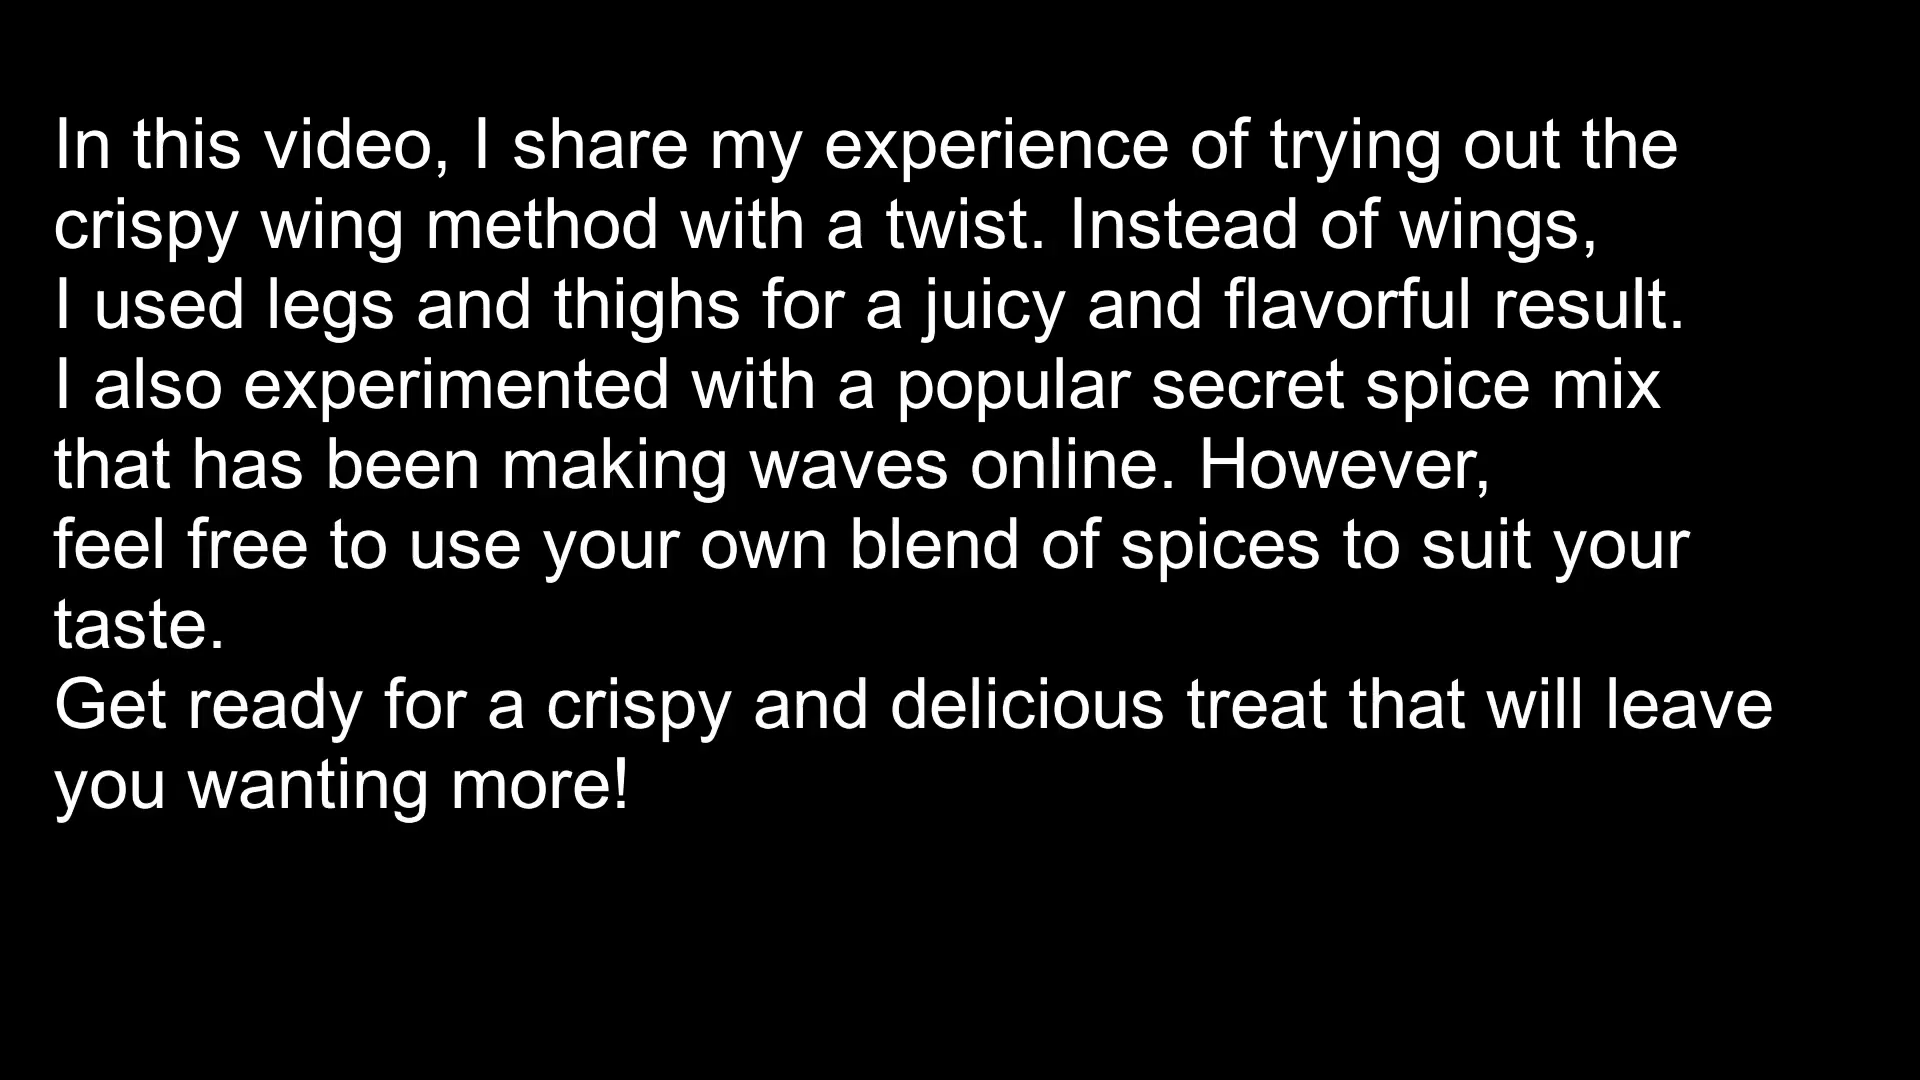 In this video, I share my experience of trying out the
crispy wing method with a twist. Instead of wings,
I used legs and thighs for a juicy and flavorful result.
I also experimented with a popular secret spice mix
that has been making waves online. However,
feel free to use your own blend of spices to suit your
taste.
Get ready for a crispy and delicious treat that will leave
you wanting more!